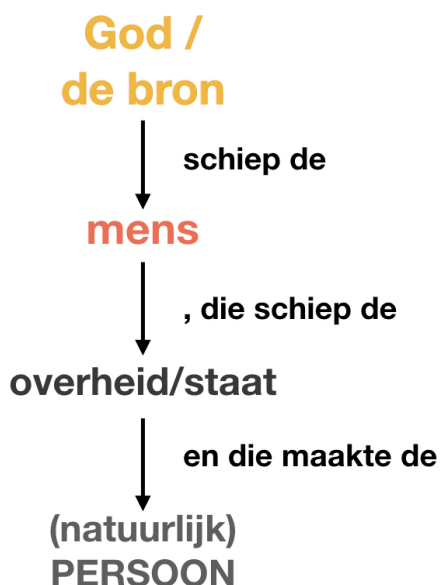 God /
de bron
schiep de
mens
, die schiep de
overheid/staat
en die maakte de
(natuurlijk)
PERSOON